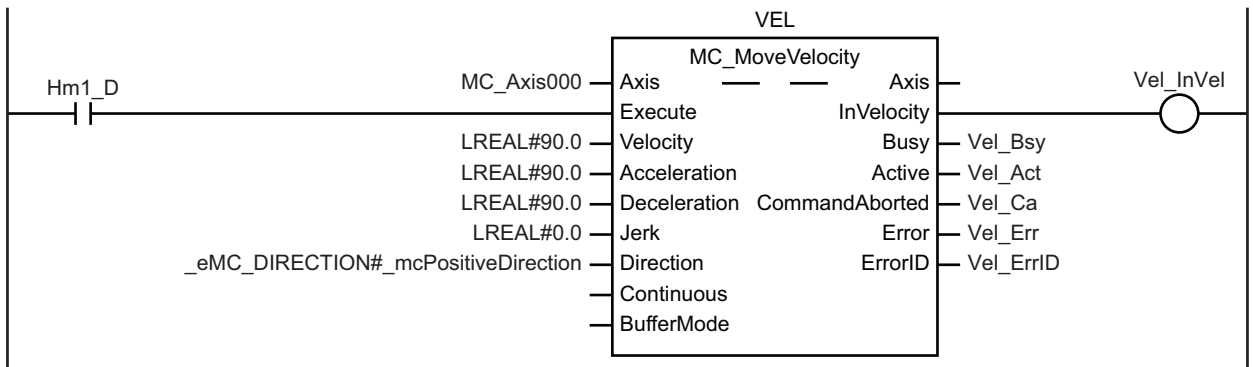 VEL
MC_MoveVelocity
Hm1_D
MC_Axis000 Axis Axis
Vel_InVel
Execute InVelocity
LREAL#90.0 Velocity Busy Vel_Bsy
LREAL#90.0 Acceleration Active Vel_Act
LREAL#90.0 Deceleration CommandAborted Vel_Ca
LREAL#0.0 Jerk Error Vel_Err
_eMC_DIRECTION#_mcPositiveDirection Direction ErrorID Vel_ErrID
Continuous
BufferMode